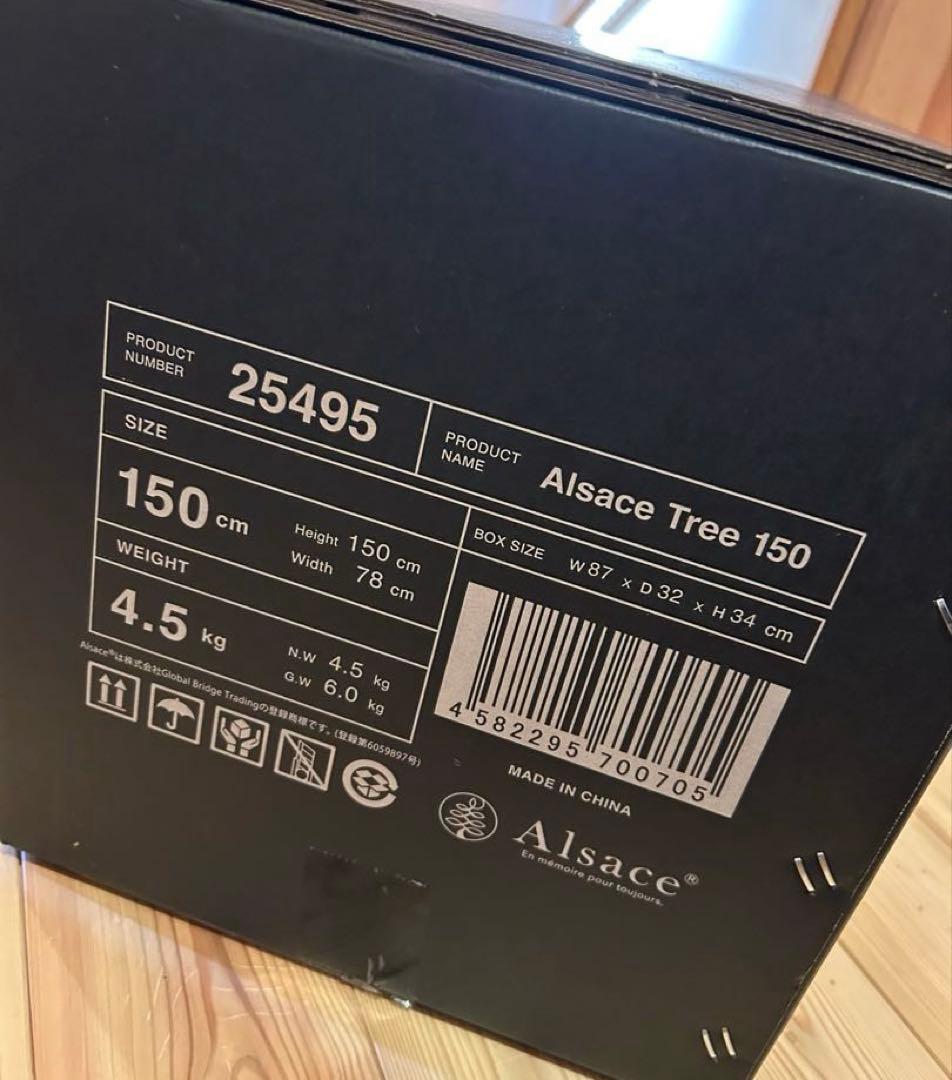 PRODUCT NUMBER 25495
PRODUCT NAME Alsace Tree 150
SIZE
150 cm
Height 150 cm
Width 78 cm
BOX SIZE W 87 x D 32 x H 34 cm
WEIGHT
4.5 kg
N.W 4.5 kg
G.W 6.0 kg
Alsace®は株式会社Global Bridge Tradingの登録商標です。(登録第6059897号)
4 582295 700705
MADE IN CHINA
Alsace®
En mémoire pour toujours.